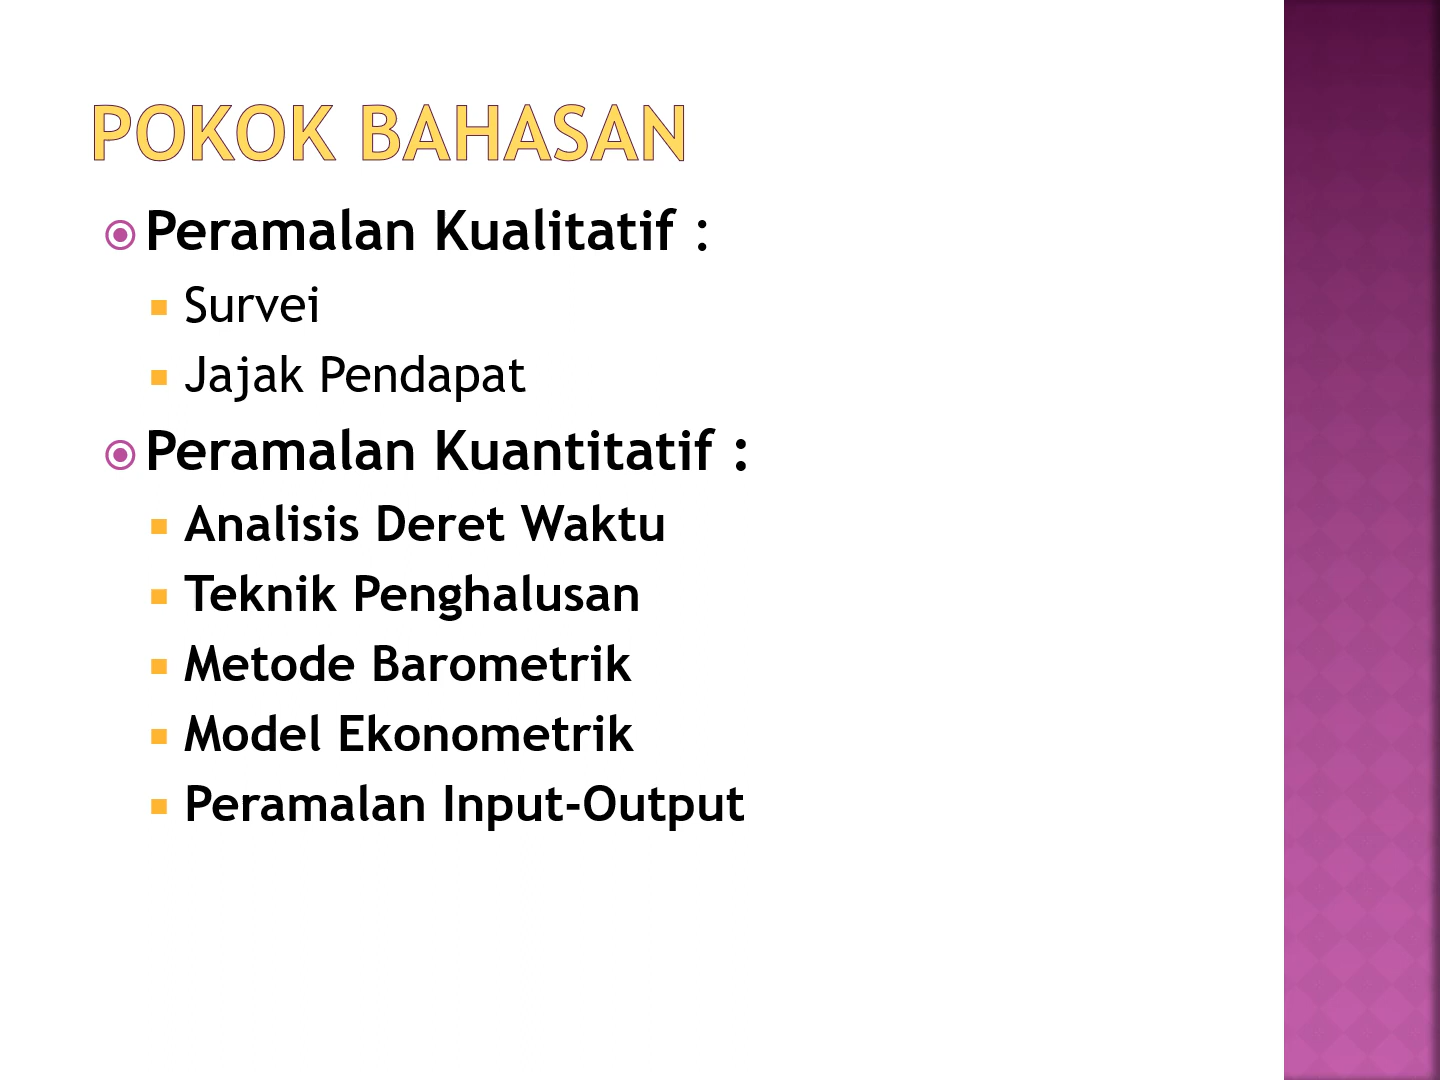 POKOK BAHASAN
Peramalan Kualitatif :
Survei
Jajak Pendapat
Peramalan Kuantitatif :
Analisis Deret Waktu
Teknik Penghalusan
Metode Barometrik
Model Ekonometrik
Peramalan Input-Output